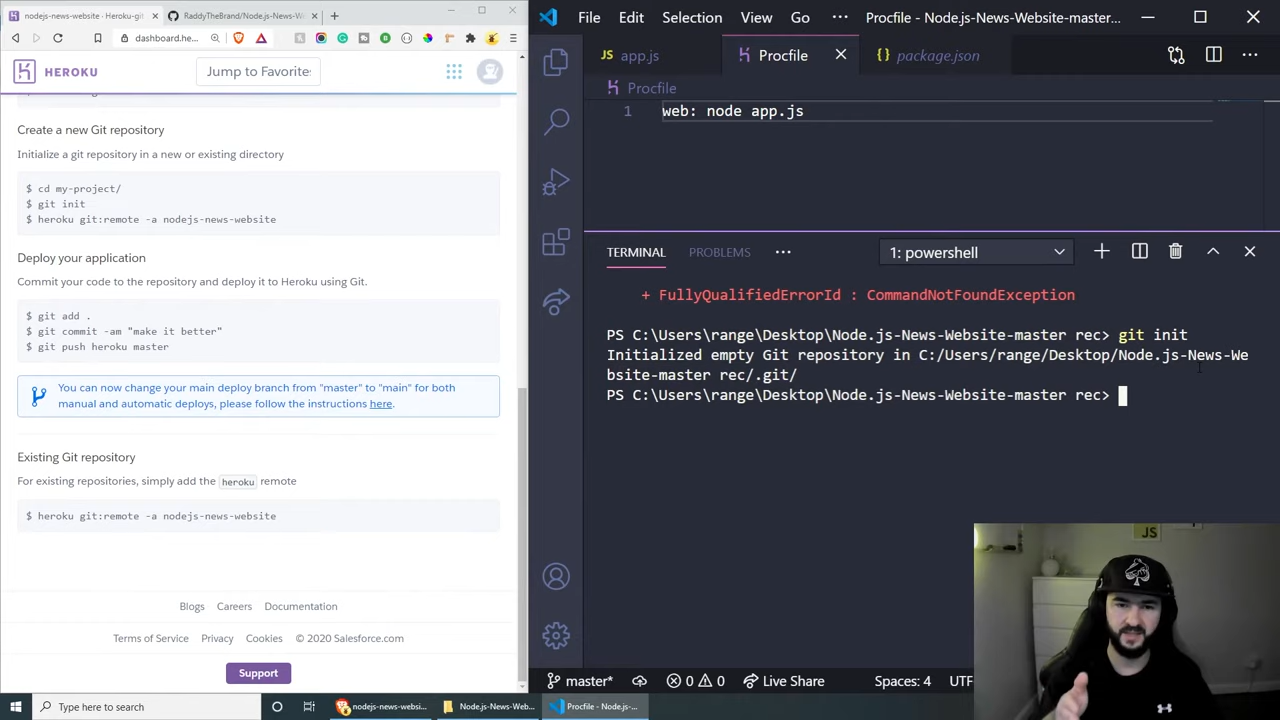 nodejs-news-website · Heroku-git
RaddyTheBrand/Node.js-News-W
dashboard.he
HEROKU
Jump to Favorite
Create a new Git repository
Initialize a git repository in a new or existing directory
$ cd my-project/
$ git init
$ heroku git:remote -a nodejs-news-website
Deploy your application
Commit your code to the repository and deploy it to Heroku using Git.
$ git add .
$ git commit -am "make it better"
$ git push heroku master
You can now change your main deploy branch from "master" to "main" for both
manual and automatic deploys, please follow the instructions here.
Existing Git repository
For existing repositories, simply add the heroku remote
$ heroku git:remote -a nodejs-news-website
Blogs Careers Documentation
Terms of Service Privacy Cookies © 2020 Salesforce.com
Support
File Edit Selection View Go ··· Procfile - Node.js-News-Website-master...
JS app.js Procfile {} package.json
Procfile
1 web: node app.js
TERMINAL PROBLEMS ··· 1: powershell
+ FullyQualifiedErrorId : CommandNotFoundException
PS C:\Users\range\Desktop\Node.js-News-Website-master rec> git init
Initialized empty Git repository in C:/Users/range/Desktop/Node.js-News-We
bsite-master rec/.git/
PS C:\Users\range\Desktop\Node.js-News-Website-master rec>
JS
master* 0 0 Live Share Spaces: 4 UTF
Type here to search
nodejs-news-websi...
Node.js-News-Web...
Procfile - Node.js-...